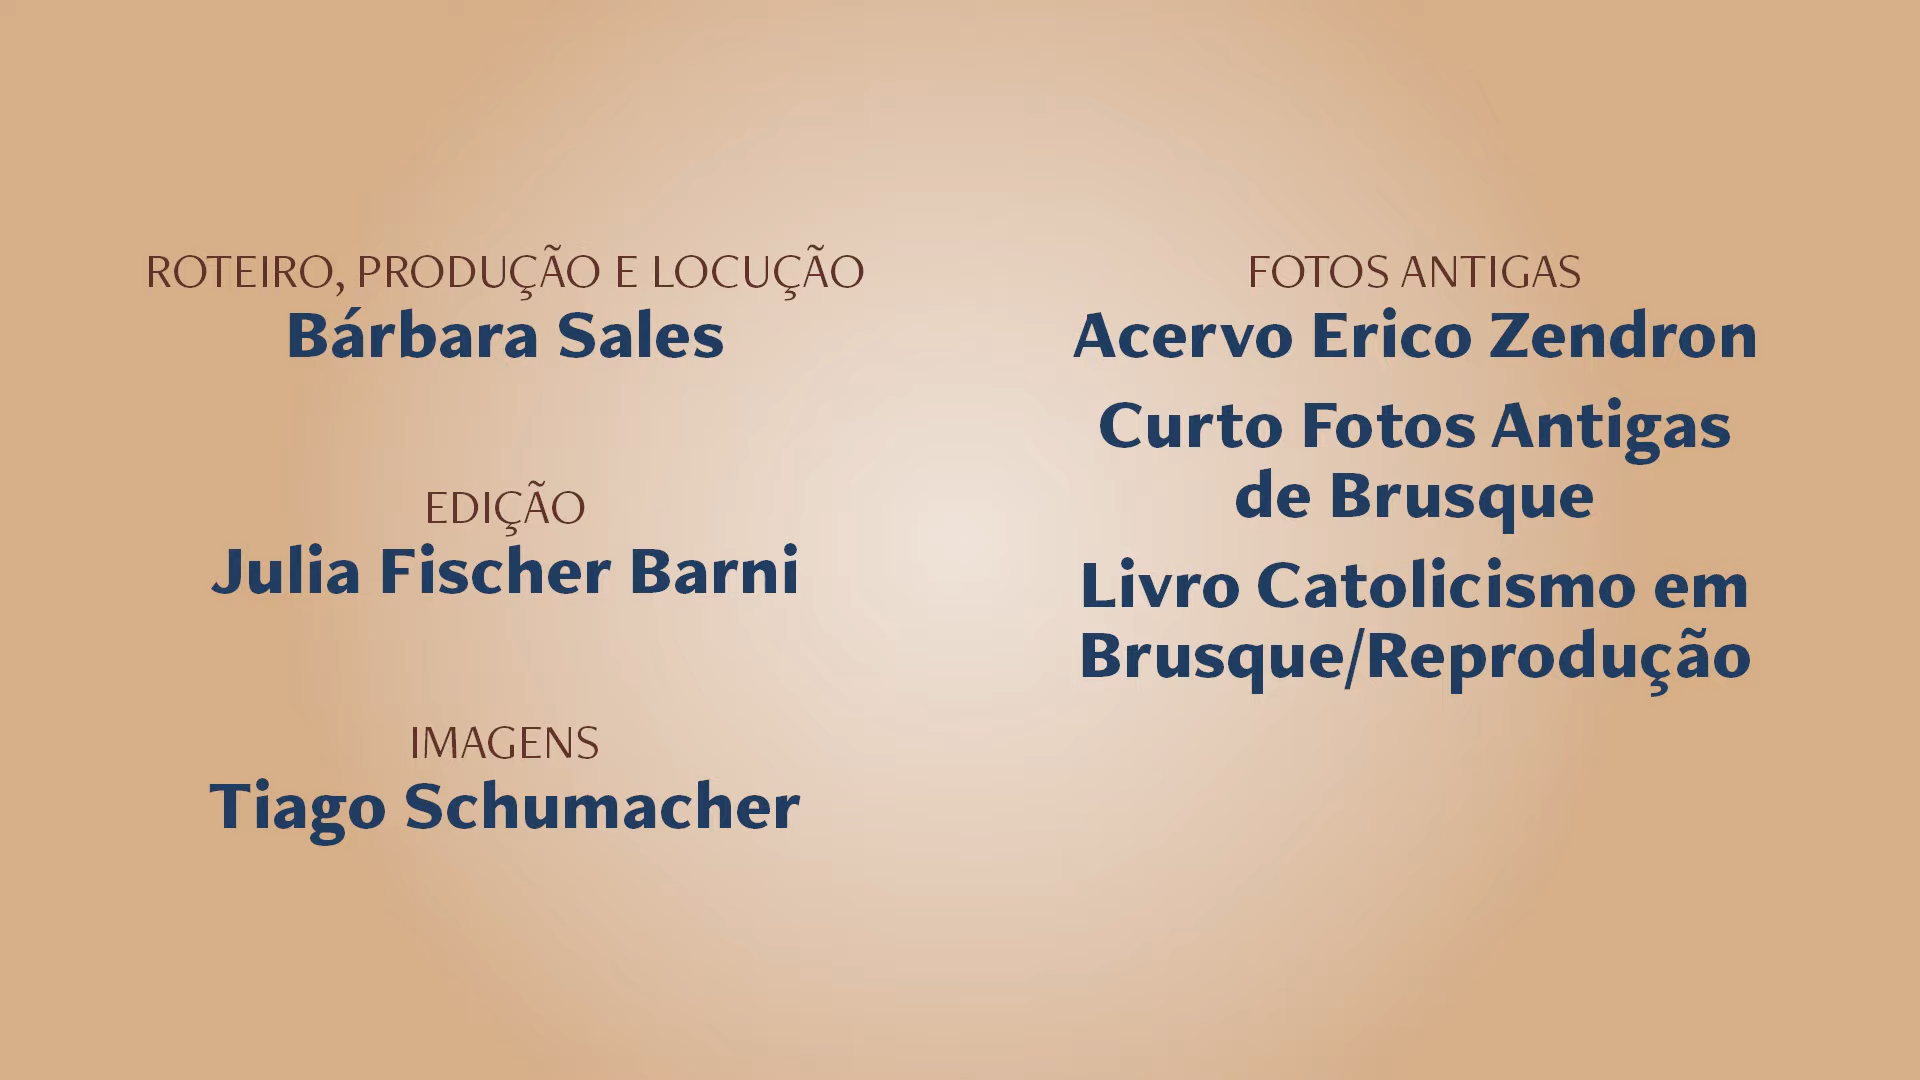 ROTEIRO, PRODUÇÃO E LOCUÇÃO
Bárbara Sales
EDIÇÃO
Julia Fischer Barni
IMAGENS
Tiago Schumacher
FOTOS ANTIGAS
Acervo Erico Zendron
Curto Fotos Antigas
de Brusque
Livro Catolicismo em
Brusque/Reprodução